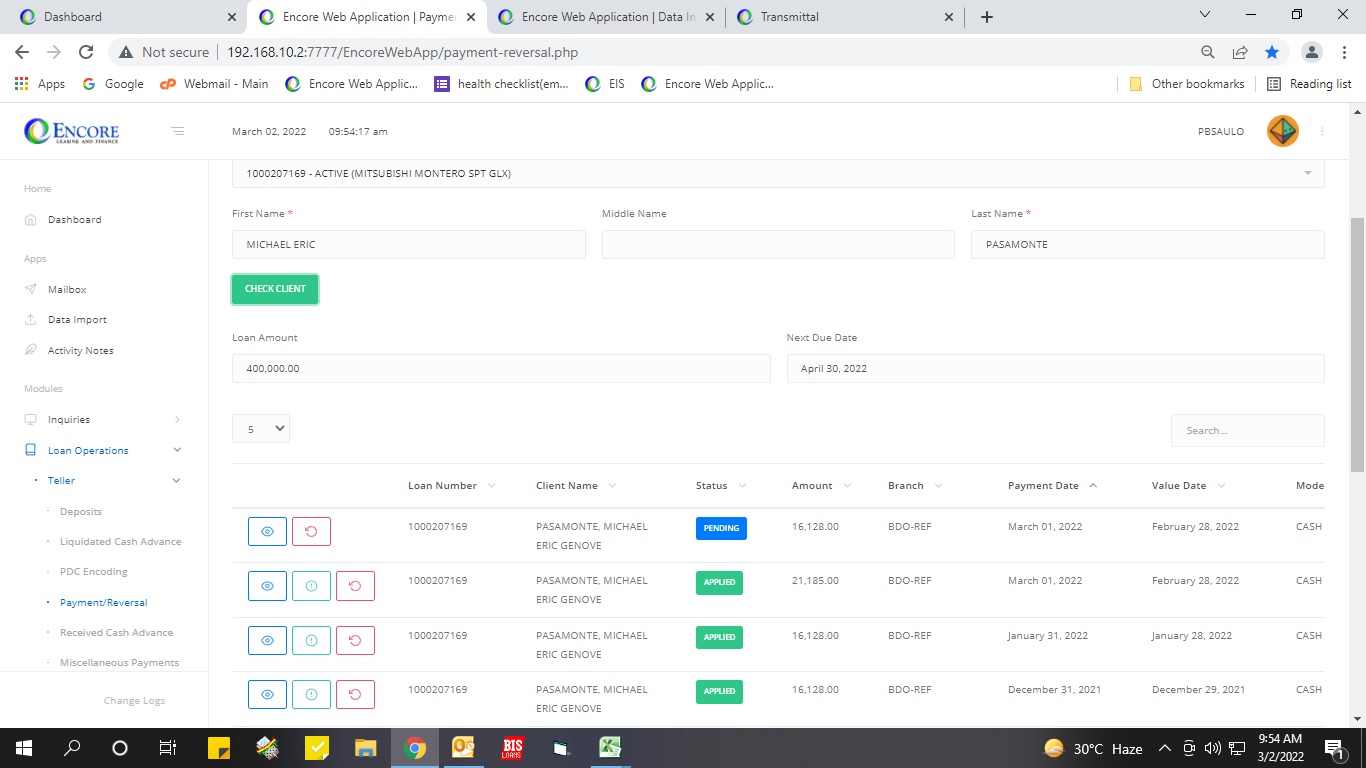 Dashboard
Encore Web Application | Paymen
Encore Web Application | Data Im
Transmittal
Not secure
192.168.10.2:7777/EncoreWebApp/payment-reversal.php
Apps
Google
Webmail - Main
Encore Web Applic...
health checklist(em...
EIS
Encore Web Applic...
Other bookmarks
Reading list
ENCORE
LEASING AND FINANCE
March 02, 2022
09:54:17 am
PBSAULO
Home
Dashboard
Apps
Mailbox
Data Import
Activity Notes
Modules
Inquiries
Loan Operations
Teller
Deposits
Liquidated Cash Advance
PDC Encoding
Payment/Reversal
Received Cash Advance
Miscellaneous Payments
Change Logs
1000207169 - ACTIVE (MITSUBISHI MONTERO SPT GLX)
First Name * Middle Name Last Name *
MICHAEL ERIC PASAMONTE
CHECK CLIENT
Loan Amount Next Due Date
400,000.00 April 30, 2022
5 Search...
Loan Number Client Name Status Amount Branch Payment Date Value Date Mode
1000207169 PASAMONTE, MICHAEL PENDING 16,128.00 BDO-REF March 01, 2022 February 28, 2022 CASH
ERIC GENOVE
1000207169 PASAMONTE, MICHAEL APPLIED 21,185.00 BDO-REF March 01, 2022 February 28, 2022 CASH
ERIC GENOVE
1000207169 PASAMONTE, MICHAEL APPLIED 16,128.00 BDO-REF January 31, 2022 January 28, 2022 CASH
ERIC GENOVE
1000207169 PASAMONTE, MICHAEL APPLIED 16,128.00 BDO-REF December 31, 2021 December 29, 2021 CASH
ERIC GENOVE
BIS
LOANS
30°C Haze
9:54 AM
3/2/2022
1